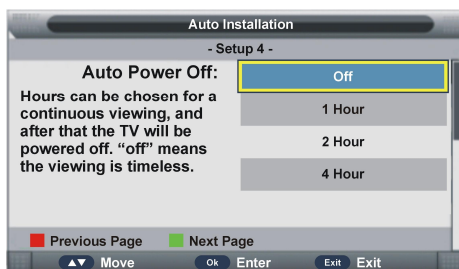 Auto Installation
- Setup 4 -
Auto Power Off:
Hours can be chosen for a
continuous viewing, and
after that the TV will be
powered off. “off” means
the viewing is timeless.
Off
1 Hour
2 Hour
4 Hour
Previous Page Next Page
▲▼ Move Ok Enter Exit Exit